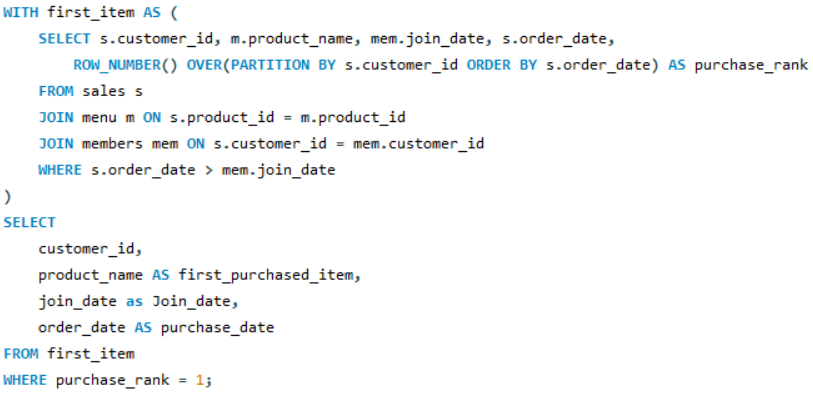 WITH first_item AS (
    SELECT s.customer_id, m.product_name, mem.join_date, s.order_date,
        ROW_NUMBER() OVER(PARTITION BY s.customer_id ORDER BY s.order_date) AS purchase_rank
    FROM sales s
    JOIN menu m ON s.product_id = m.product_id
    JOIN members mem ON s.customer_id = mem.customer_id
    WHERE s.order_date > mem.join_date
)
SELECT
    customer_id,
    product_name AS first_purchased_item,
    join_date as Join_date,
    order_date AS purchase_date
FROM first_item
WHERE purchase_rank = 1;